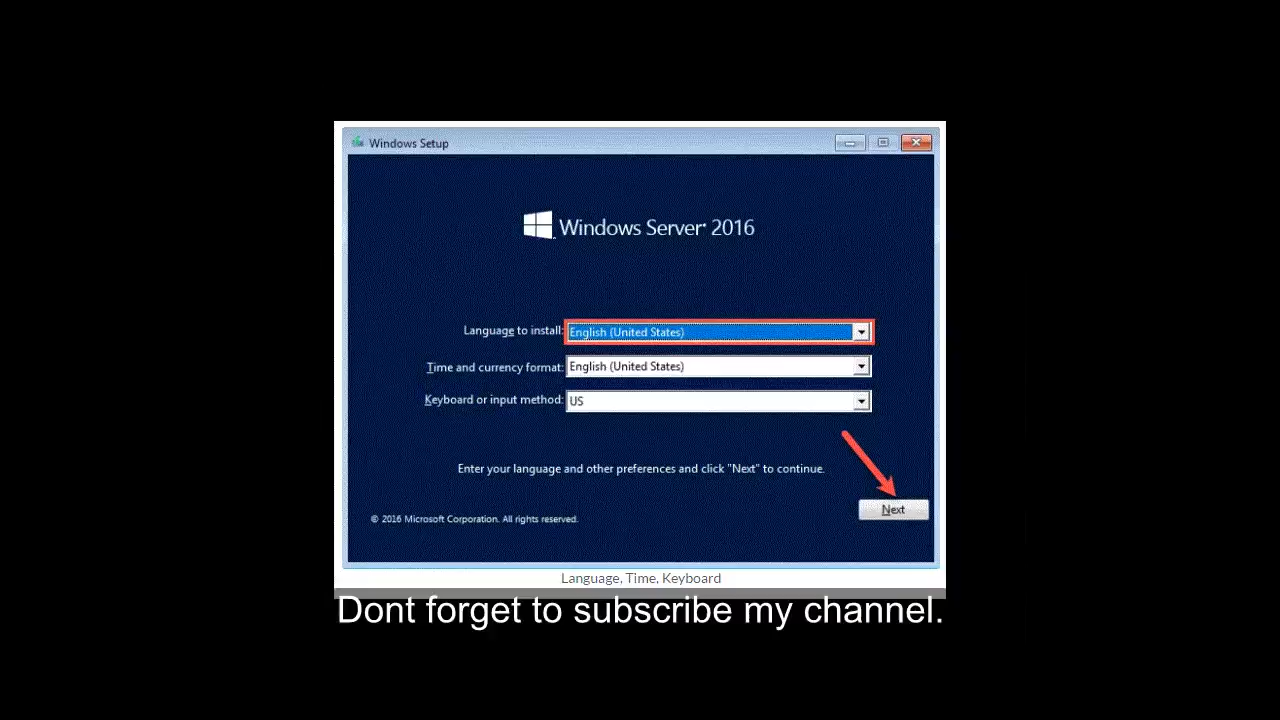 Windows Setup
Windows Server® 2016
Language to install: English (United States)
Time and currency format: English (United States)
Keyboard or input method: US
Enter your language and other preferences and click "Next" to continue.
Next
© 2016 Microsoft Corporation. All rights reserved.
Language, Time, Keyboard
Dont forget to subscribe my channel.